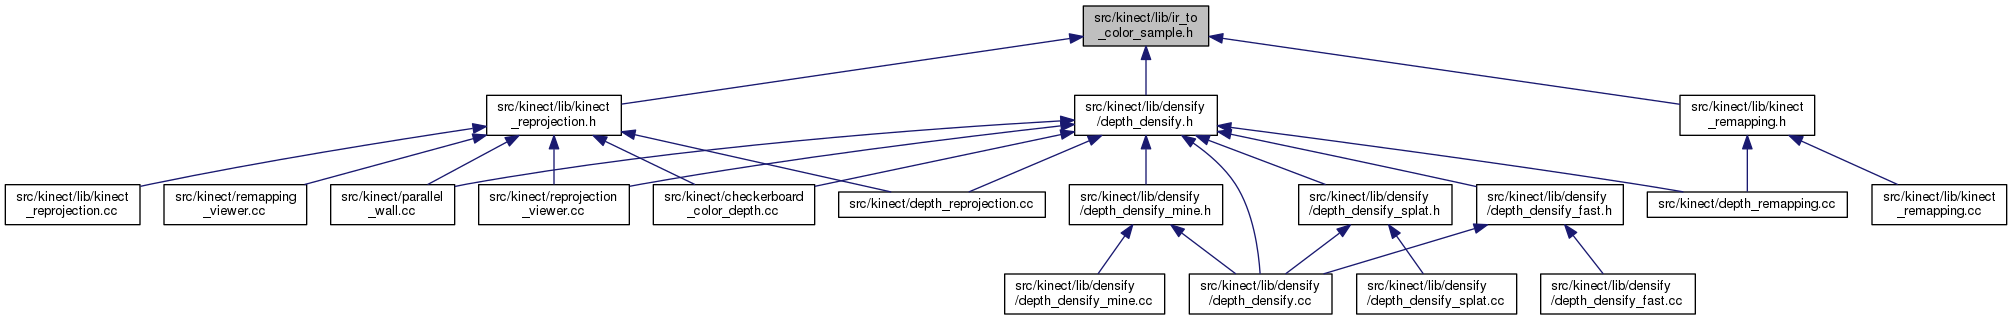 src/kinect/lib/ir_to
_color_sample.h
src/kinect/lib/kinect
_reprojection.h
src/kinect/lib/densify
/depth_densify.h
src/kinect/lib/kinect
_remapping.h
src/kinect/lib/kinect
_reprojection.cc
src/kinect/remapping
_viewer.cc
src/kinect/parallel
_wall.cc
src/kinect/reprojection
_viewer.cc
src/kinect/checkerboard
_color_depth.cc
src/kinect/depth_reprojection.cc
src/kinect/lib/densify
/depth_densify_mine.h
src/kinect/lib/densify
/depth_densify_splat.h
src/kinect/lib/densify
/depth_densify_fast.h
src/kinect/depth_remapping.cc
src/kinect/lib/kinect
_remapping.cc
src/kinect/lib/densify
/depth_densify_mine.cc
src/kinect/lib/densify
/depth_densify.cc
src/kinect/lib/densify
/depth_densify_splat.cc
src/kinect/lib/densify
/depth_densify_fast.cc